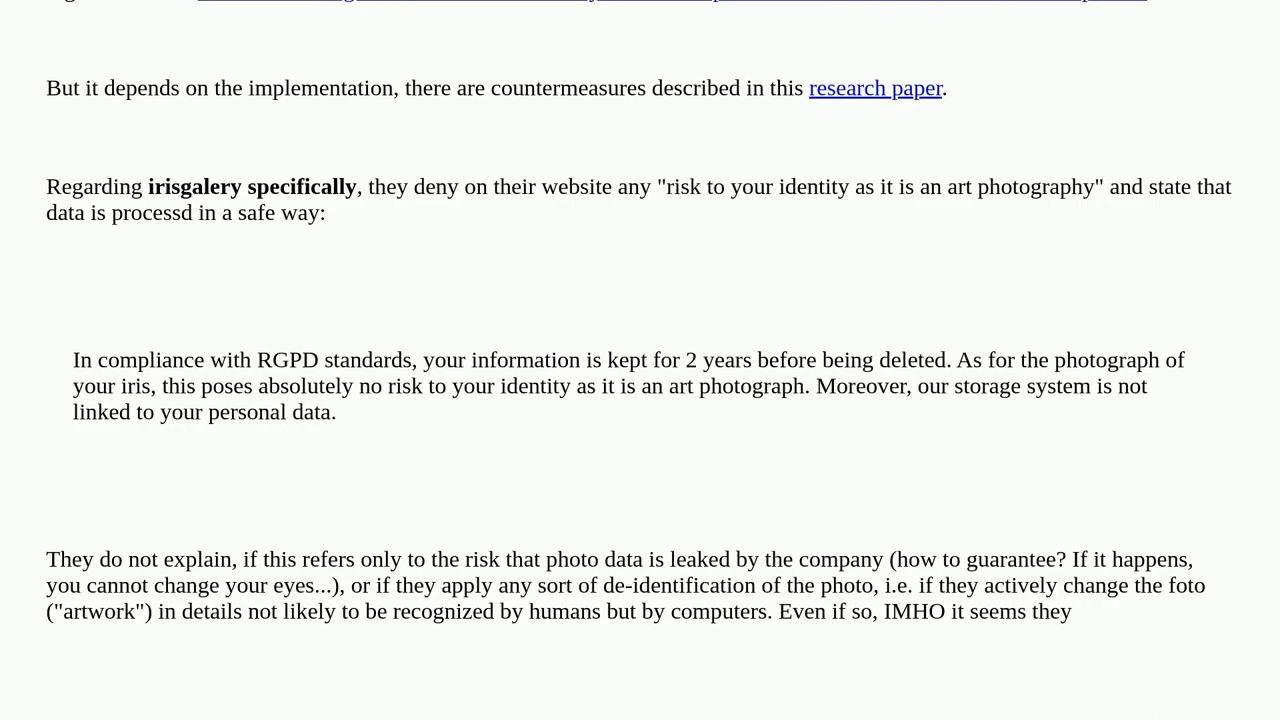 But it depends on the implementation, there are countermeasures described in this research paper.
Regarding irisgalery specifically, they deny on their website any "risk to your identity as it is an art photography" and state that
data is processd in a safe way:
In compliance with RGPD standards, your information is kept for 2 years before being deleted. As for the photograph of
your iris, this poses absolutely no risk to your identity as it is an art photograph. Moreover, our storage system is not
linked to your personal data.
They do not explain, if this refers only to the risk that photo data is leaked by the company (how to guarantee? If it happens,
you cannot change your eyes...), or if they apply any sort of de-identification of the photo, i.e. if they actively change the foto
("artwork") in details not likely to be recognized by humans but by computers. Even if so, IMHO it seems they